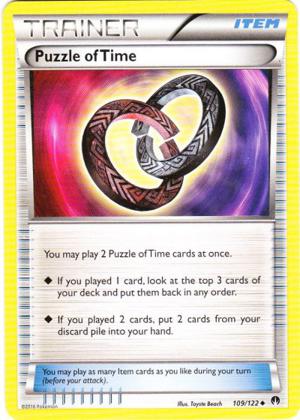 TRAINER ITEM
Puzzle of Time
You may play 2 Puzzle of Time cards at once.
◆ If you played 1 card, look at the top 3 cards of
your deck and put them back in any order.
◆ If you played 2 cards, put 2 cards from your
discard pile into your hand.
You may play as many Item cards as you like during your turn
(before your attack).
©2016 Pokémon
Illus. Toyste Beach
109/122 ◆